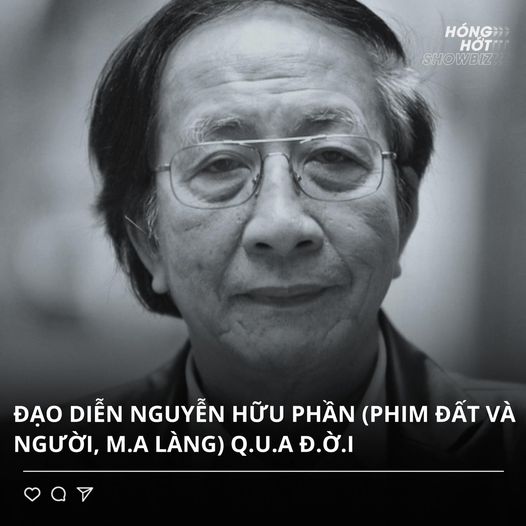 HÓNG
HỚT
SHOWBIZ
ĐẠO DIỄN NGUYỄN HỮU PHẦN (PHIM ĐẤT VÀ
NGƯỜI, M.A LÀNG) Q.U.A Đ.Ờ.I